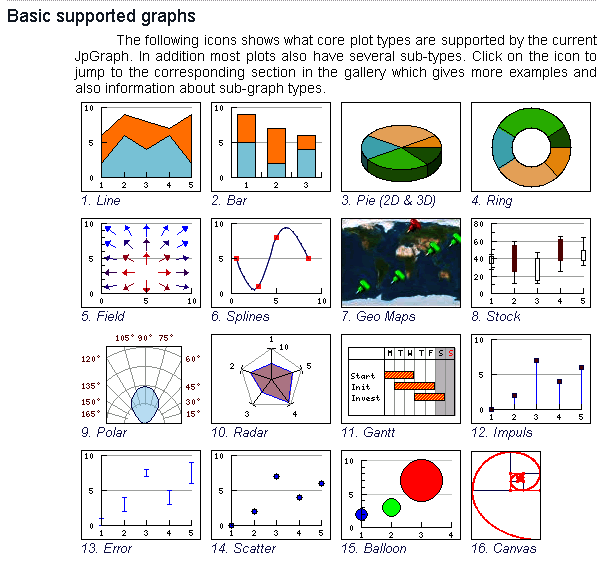 Basic supported graphs
The following icons shows what core plot types are supported by the current
JpGraph. In addition most plots also have several sub-types. Click on the icon to
jump to the corresponding section in the gallery which gives more examples and
also information about sub-graph types.
10
5
0
1 2 3 4 5
1. Line
10
5
0
1 2 3
2. Bar
3. Pie (2D & 3D)
4. Ring
10
5
0
0 5 10
5. Field
10
5
0
0 5 10
6. Splines
7. Geo Maps
80
60
40
20
0
1 2 3 4 5
8. Stock
105° 90° 75°
120° 60°
135° 45°
150° 30°
165° 15°
9. Polar
1
10
2 5
3 4
10. Radar
M T W T F S S
Start
Init
Invest
11. Gantt
10
5
0
1 2 3 4 5
12. Impuls
10
5
0
1 2 3 4 5
13. Error
10
5
0
1 2 3 4 5
14. Scatter
10
5
0
1 2 3 4
15. Balloon
16. Canvas